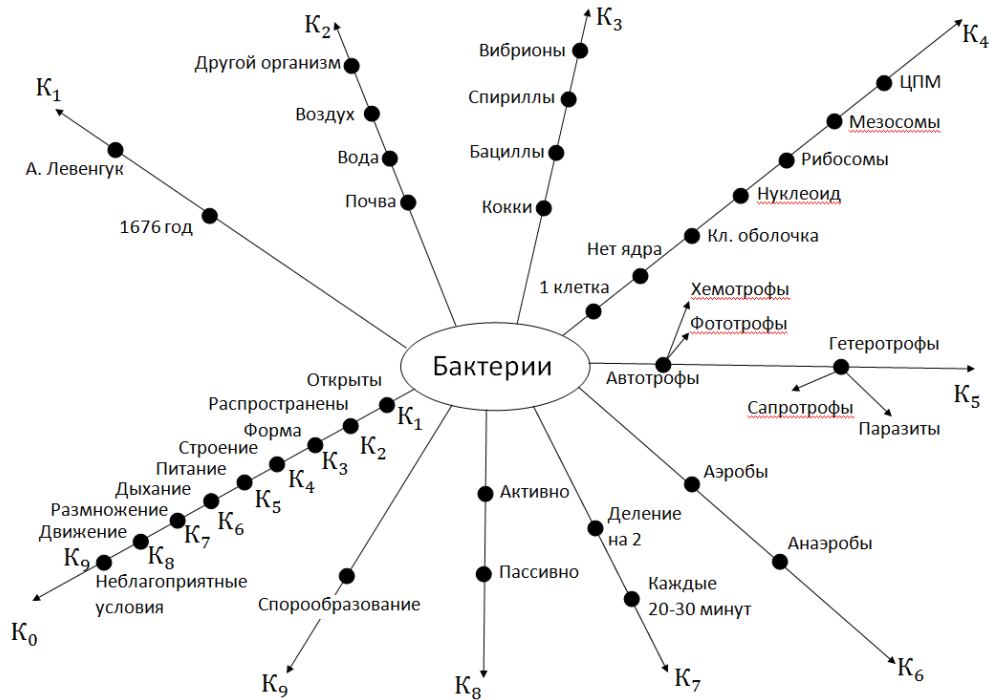 К₁
А. Левенгук
1676 год
К₂
Другой организм
Воздух
Вода
Почва
К₃
Вибрионы
Спириллы
Бациллы
Кокки
К₄
ЦПМ
Мезосомы
Рибосомы
Нуклеоид
Кл. оболочка
Нет ядра
1 клетка
Бактерии
Хемотрофы
Фототрофы
Автотрофы
Гетеротрофы
Сапротрофы
Паразиты
К₅
Аэробы
Анаэробы
К₆
Деление
на 2
Каждые
20-30 минут
К₇
Активно
Пассивно
К₈
Спорообразование
К₉
Открыты
К₁
Распространены
К₂
Форма
К₃
Строение
К₄
Питание
К₅
Дыхание
К₆
Размножение
К₇
Движение
К₈
К₉
Неблагоприятные
условия
К₀